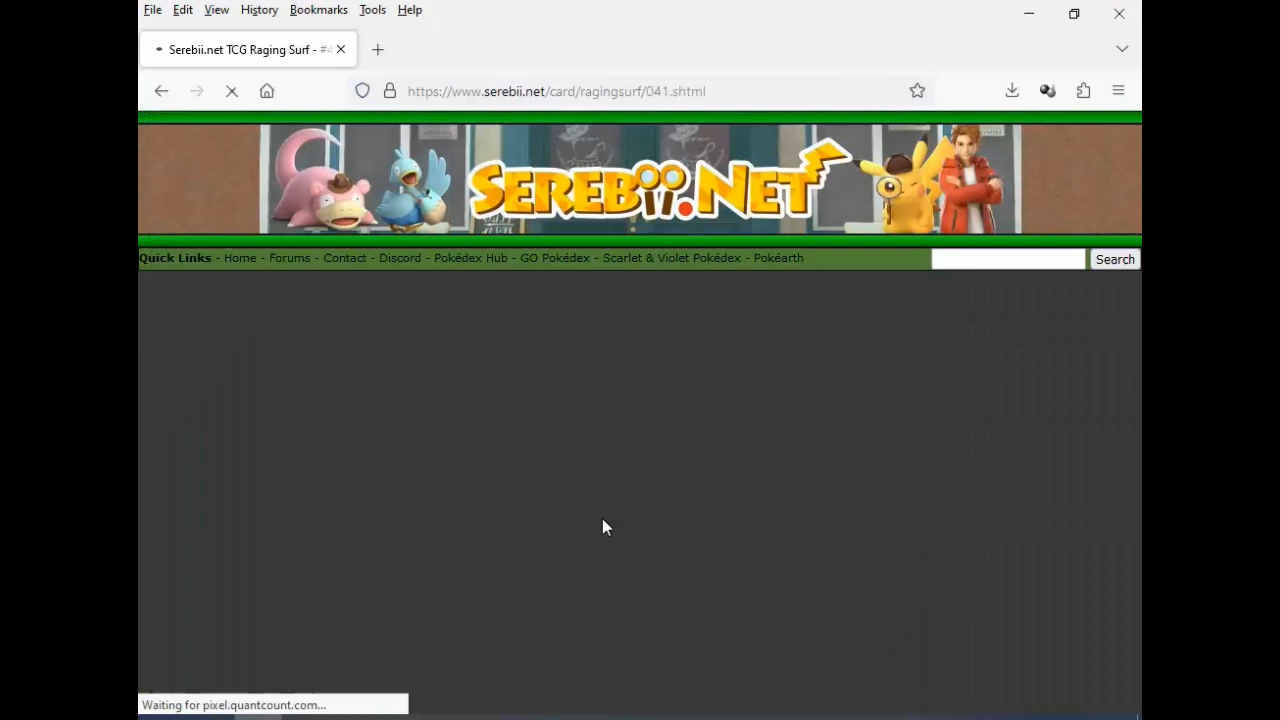 File Edit View History Bookmarks Tools Help
Serebii.net TCG Raging Surf - #4
https://www.serebii.net/card/ragingsurf/041.shtml
SEREBii.NET
Quick Links - Home - Forums - Contact - Discord - Pokédex Hub - GO Pokédex - Scarlet & Violet Pokédex - Pokéarth Search
Waiting for pixel.quantcount.com...